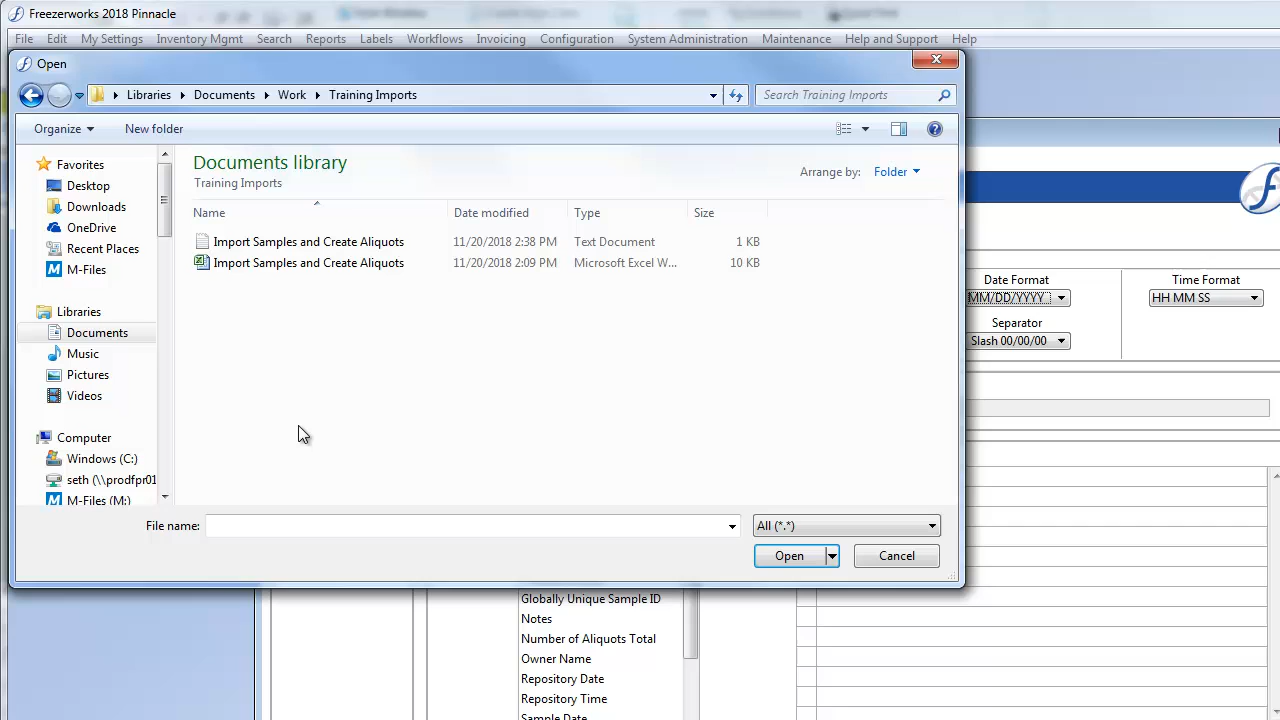 Freezerworks 2018 Pinnacle
File Edit My Settings Inventory Mgmt Search Reports Labels Workflows Invoicing Configuration System Administration Maintenance Help and Support Help
Open
Libraries Documents Work Training Imports
Search Training Imports
Organize New folder
Favorites
Desktop
Downloads
OneDrive
Recent Places
M-Files
Libraries
Documents
Music
Pictures
Videos
Computer
Windows (C:)
seth (\\prodfpr01
M-Files (M:)
Documents library
Training Imports
Arrange by: Folder
Name Date modified Type Size
Import Samples and Create Aliquots 11/20/2018 2:38 PM Text Document 1 KB
Import Samples and Create Aliquots 11/20/2018 2:09 PM Microsoft Excel W... 10 KB
File name:
All (*.*)
Open Cancel
Date Format
MM/DD/YYYY
Separator
Slash 00/00/00
Time Format
HH MM SS
Globally Unique Sample ID
Notes
Number of Aliquots Total
Owner Name
Repository Date
Repository Time
Sample Date